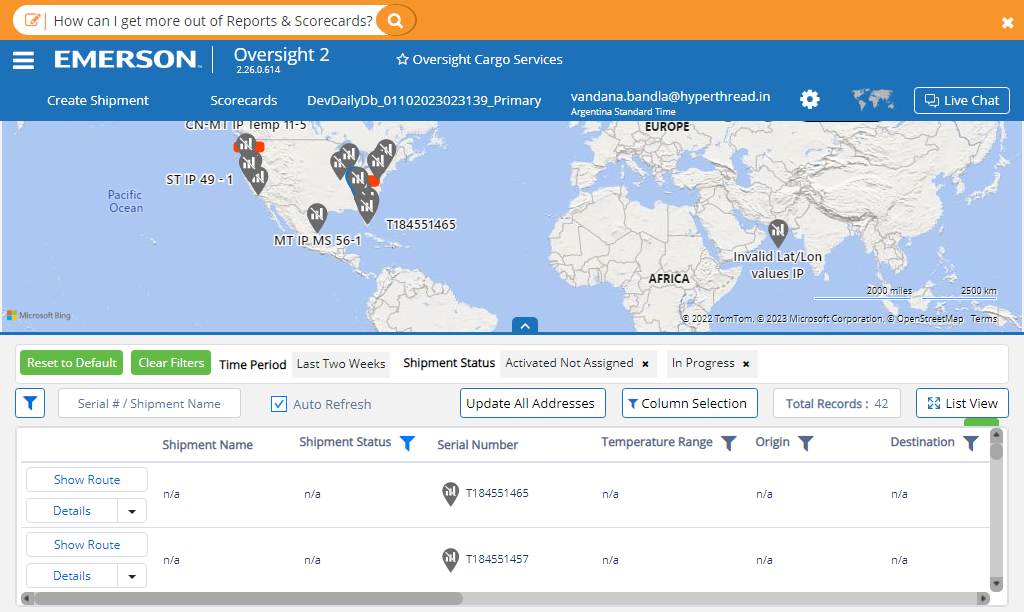 How can I get more out of Reports & Scorecards?
EMERSON
Oversight 2
2.26.0.614
Oversight Cargo Services
Create Shipment
Scorecards
DevDailyDb_01102023023139_Primary
vandana.bandla@hyperthread.in
Argentina Standard Time
Live Chat
CN-MT IP Temp 11-5
EUROPE
ST IP 49 - 1
Pacific
Ocean
T184551465
MT IP MS 56-1
Invalid Lat/Lon
values IP
AFRICA
2000 miles
2500 km
Microsoft Bing
© 2022 TomTom, © 2023 Microsoft Corporation, © OpenStreetMap Terms
Reset to Default
Clear Filters
Time Period
Last Two Weeks
Shipment Status
Activated Not Assigned
In Progress
Serial # / Shipment Name
Auto Refresh
Update All Addresses
Column Selection
Total Records : 42
List View
Shipment Name
Shipment Status
Serial Number
Temperature Range
Origin
Destination
Show Route
Details
n/a
n/a
T184551465
n/a
n/a
n/a
Show Route
Details
n/a
n/a
T184551457
n/a
n/a
n/a